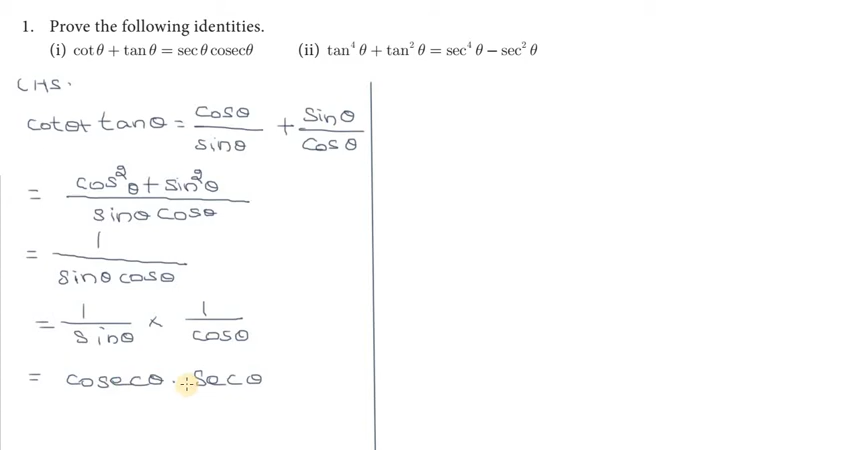 1. Prove the following identities.
(i) cot θ + tan θ = sec θ cosec θ (ii) tan⁴ θ + tan² θ = sec⁴ θ − sec² θ
LHS.
cotθ + tanθ = cosθ/sinθ + sinθ/cosθ
= (cos²θ + sin²θ)/(sinθ cosθ)
= 1/(sinθ cosθ)
= 1/sinθ × 1/cosθ
= cosecθ . secθ